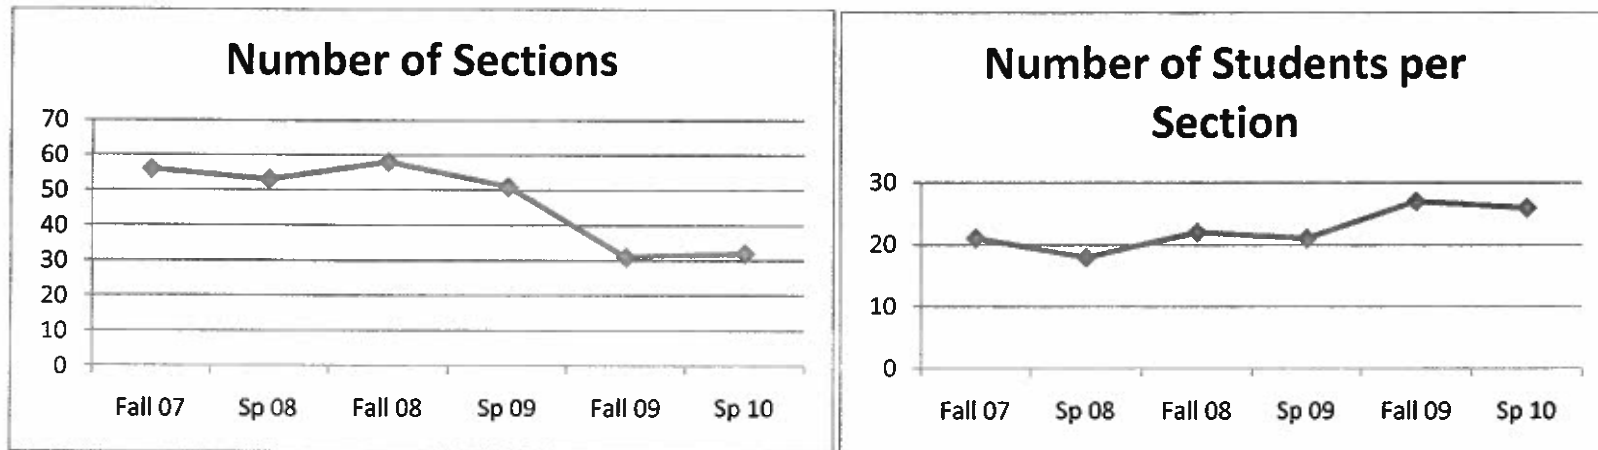 Number of Sections
70
60
50
40
30
20
10
0
Fall 07 Sp 08 Fall 08 Sp 09 Fall 09 Sp 10
Number of Students per
Section
30
20
10
0
Fall 07 Sp 08 Fall 08 Sp 09 Fall 09 Sp 10